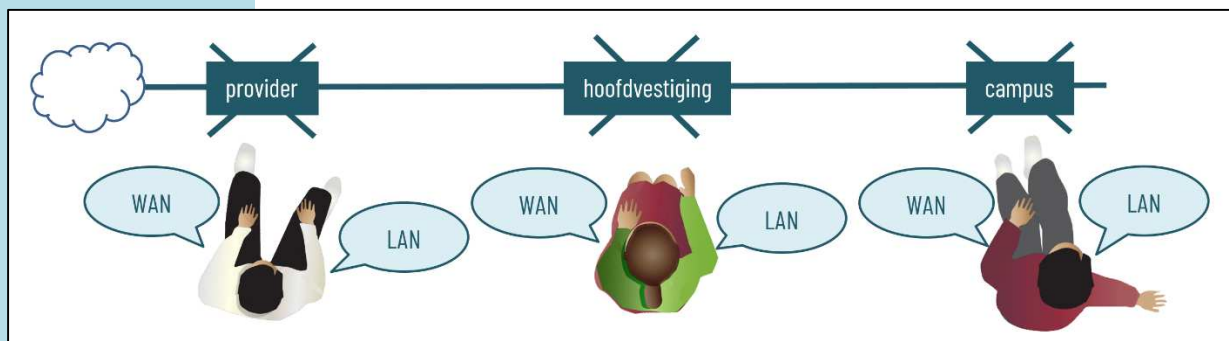 provider
hoofdvestiging
campus
WAN
LAN
WAN
LAN
WAN
LAN